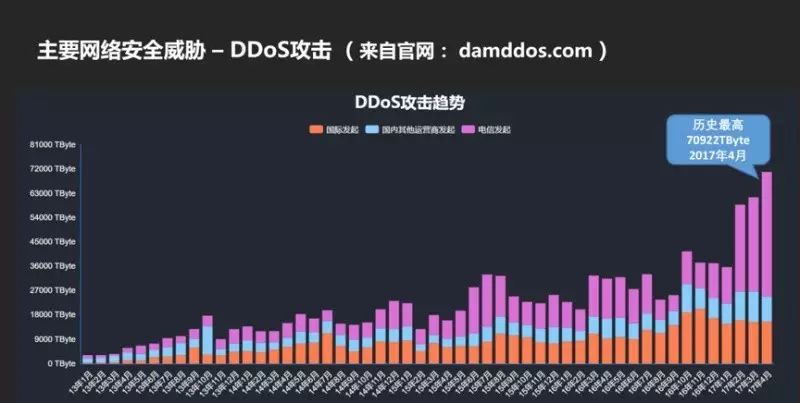 主要网络安全威胁 – DDoS攻击 ( 来自官网： damddos.com )
DDoS攻击趋势
国际发起 国内其他运营商发起 电信发起
历史最高
70922TByte
2017年4月
81000 TByte
72000 TByte
63000 TByte
54000 TByte
45000 TByte
36000 TByte
27000 TByte
18000 TByte
9000 TByte
0 TByte
13年1月 13年2月 13年3月 13年4月 13年5月 13年6月 13年7月 13年8月 13年9月 13年10月 13年11月 13年12月 14年3月 14年4月 14年5月 14年6月 14年7月 14年8月 14年9月 14年10月 14年11月 14年12月 15年1月 15年2月 15年3月 15年4月 15年5月 15年6月 15年7月 15年8月 15年9月 15年10月 15年11月 15年12月 16年2月 16年3月 16年4月 16年5月 16年6月 16年7月 16年8月 16年9月 16年10月 16年11月 16年12月 17年1月 17年2月 17年3月 17年4月